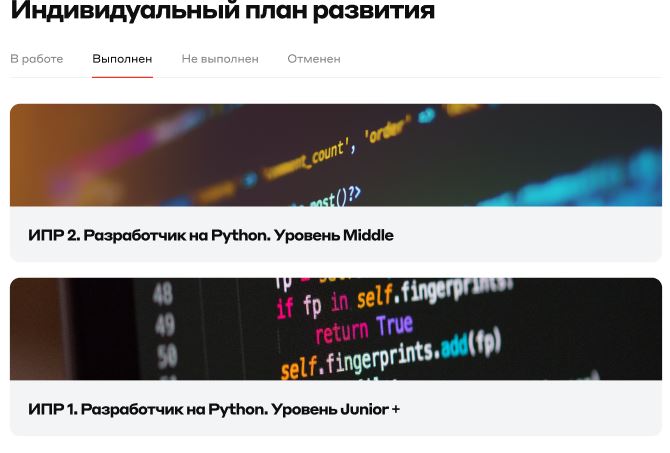 Индивидуальный план развития
В работе Выполнен Не выполнен Отменен
comment_count', 'order' =>
post()?>
ИПР 2. Разработчик на Python. Уровень Middle
48
if fp in self.fingerprints:
49
return True
50
self.fingerprints.add(fp)
ИПР 1. Разработчик на Python. Уровень Junior +